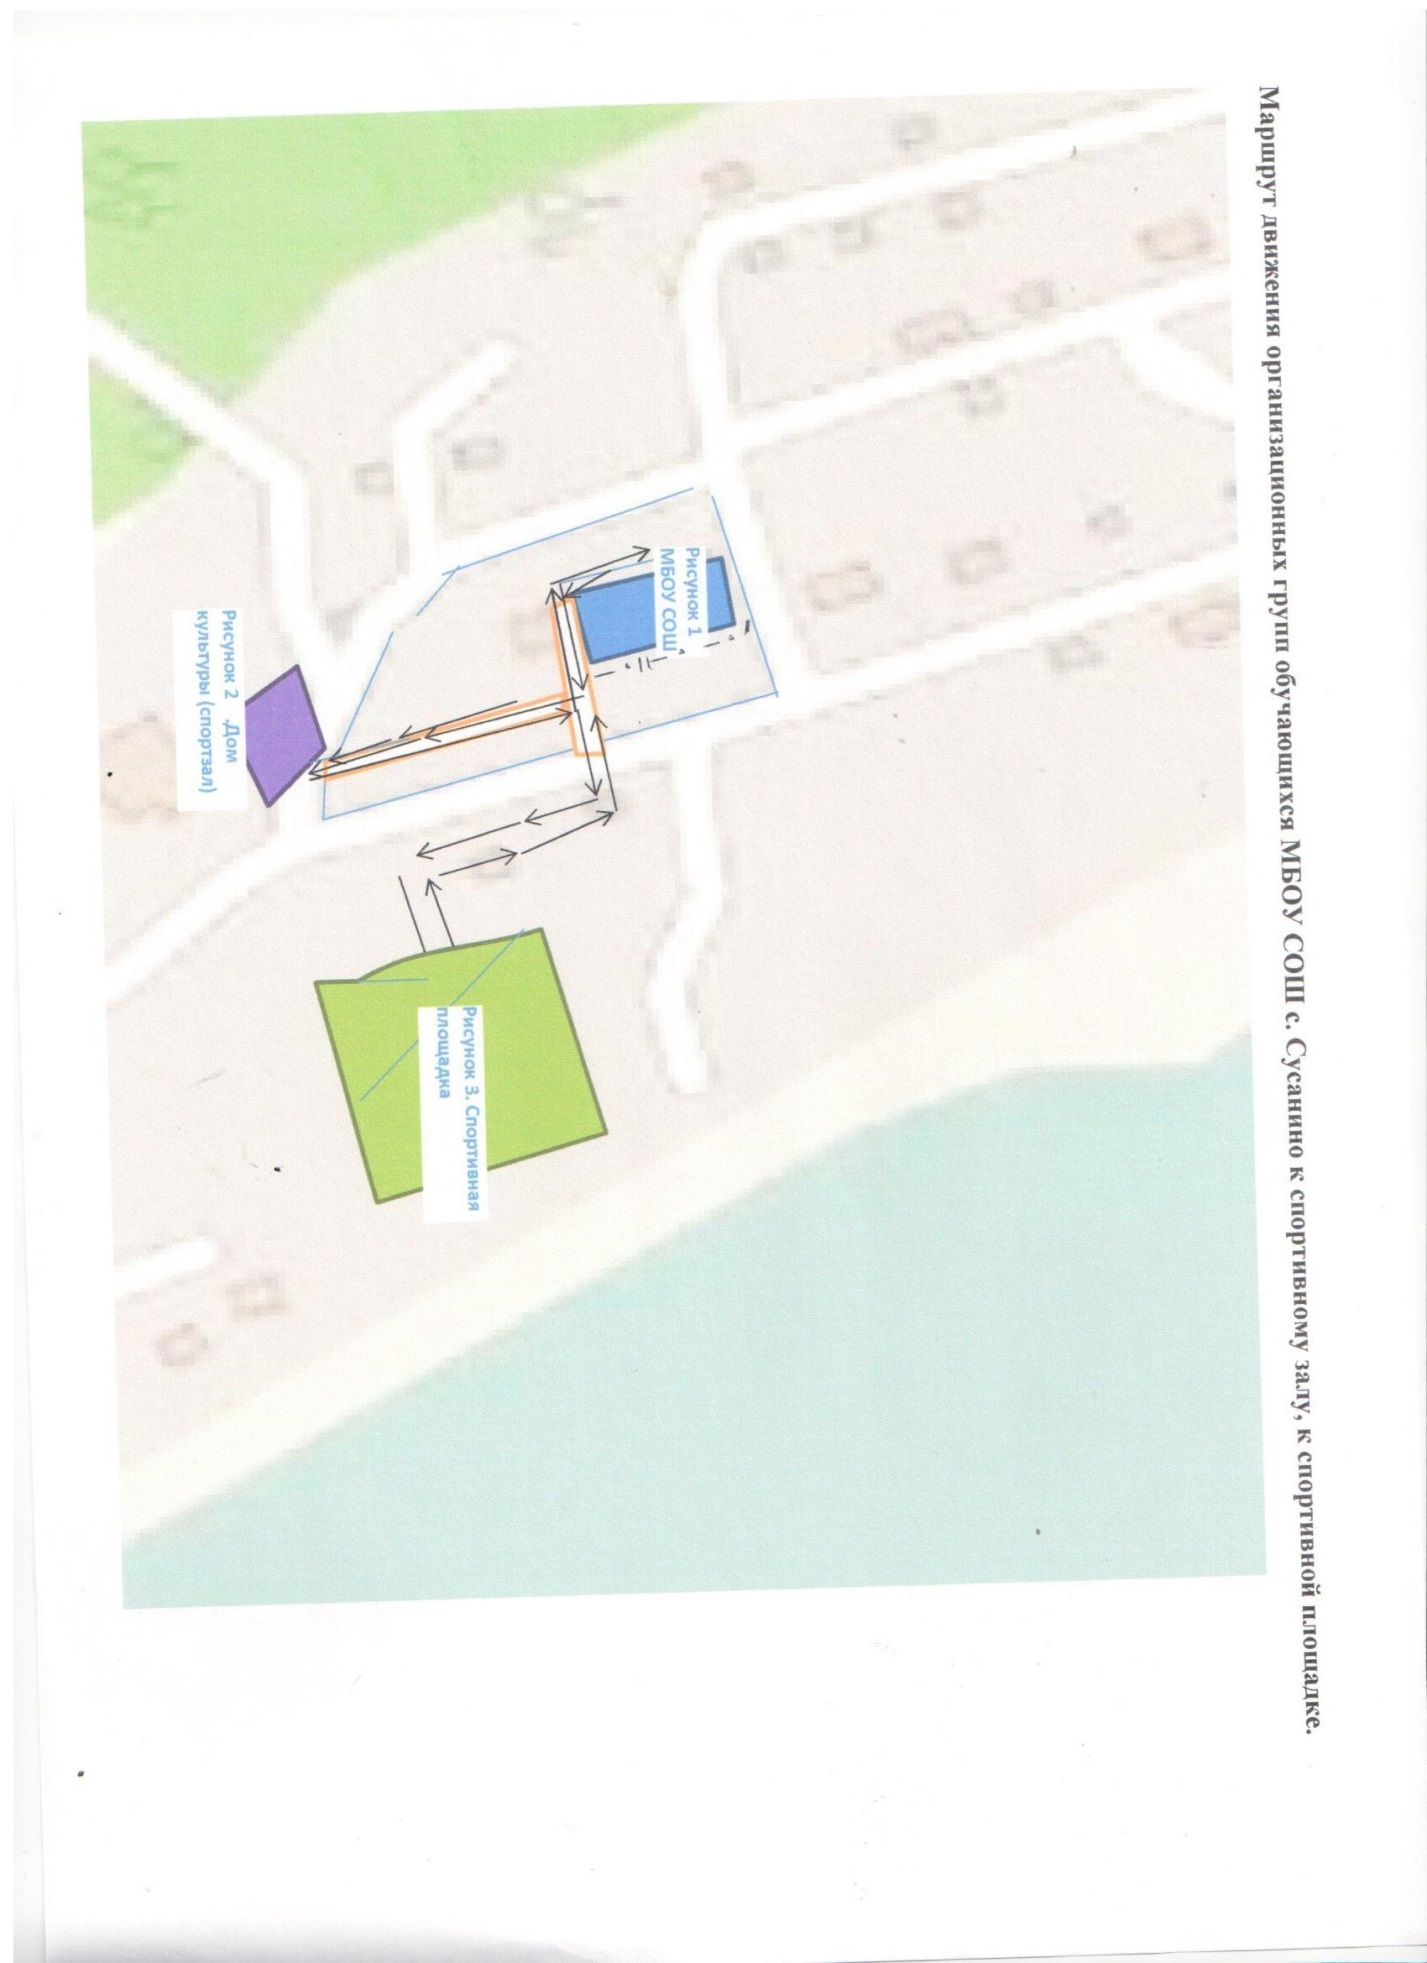 Маршрут движения организационных групп обучающихся МБОУ СОШ с. Сусанино к спортивному залу, к спортивной площадке.
Рисунок 1
МБОУ СОШ
Рисунок 2 .Дом
культуры (спортзал)
Рисунок 3. Спортивная
площадка